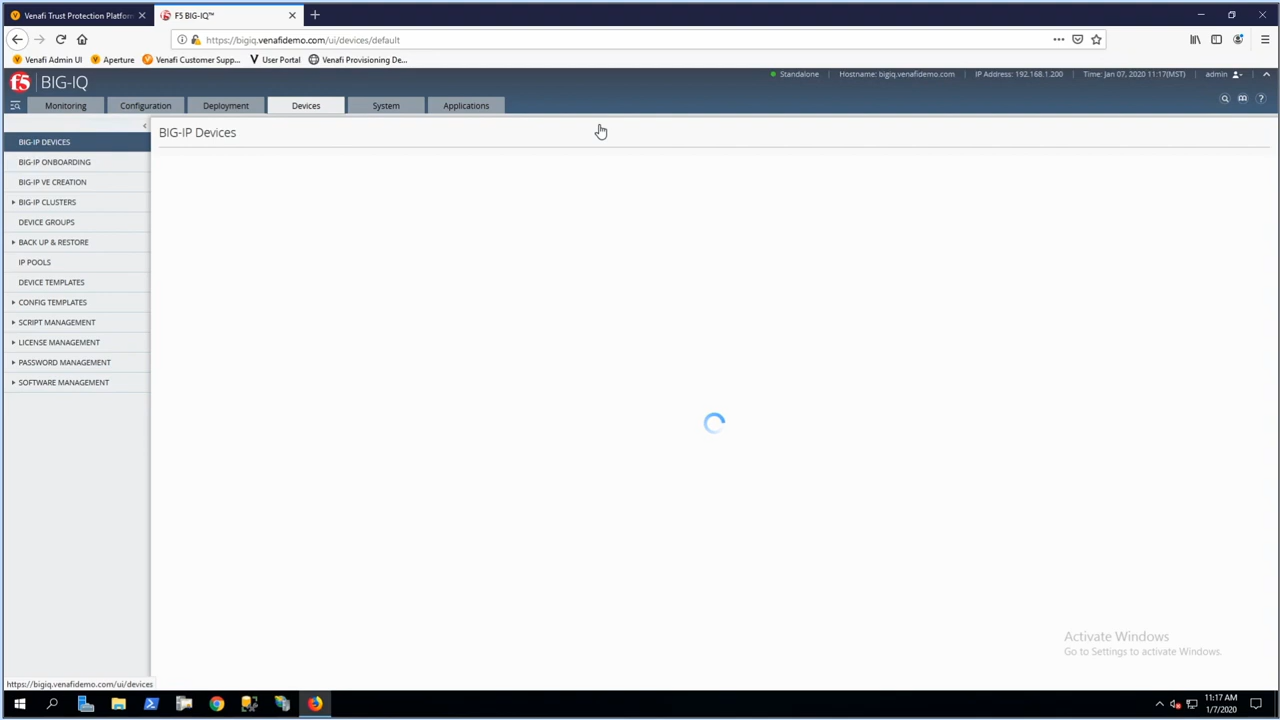 Venafi Trust Protection Platform
F5 BIG-IQ™
https://bigiq.venafidemo.com/ui/devices/default
Venafi Admin UI
Aperture
Venafi Customer Supp...
User Portal
Venafi Provisioning De...
f5
BIG-IQ
Standalone
Hostname: bigiq.venafidemo.com
IP Address: 192.168.1.200
Time: Jan 07, 2020 11:17(MST)
admin
Monitoring
Configuration
Deployment
Devices
System
Applications
BIG-IP Devices
BIG-IP DEVICES
BIG-IP ONBOARDING
BIG-IP VE CREATION
BIG-IP CLUSTERS
DEVICE GROUPS
BACK UP & RESTORE
IP POOLS
DEVICE TEMPLATES
CONFIG TEMPLATES
SCRIPT MANAGEMENT
LICENSE MANAGEMENT
PASSWORD MANAGEMENT
SOFTWARE MANAGEMENT
Activate Windows
Go to Settings to activate Windows.
https://bigiq.venafidemo.com/ui/devices
11:17 AM
1/7/2020